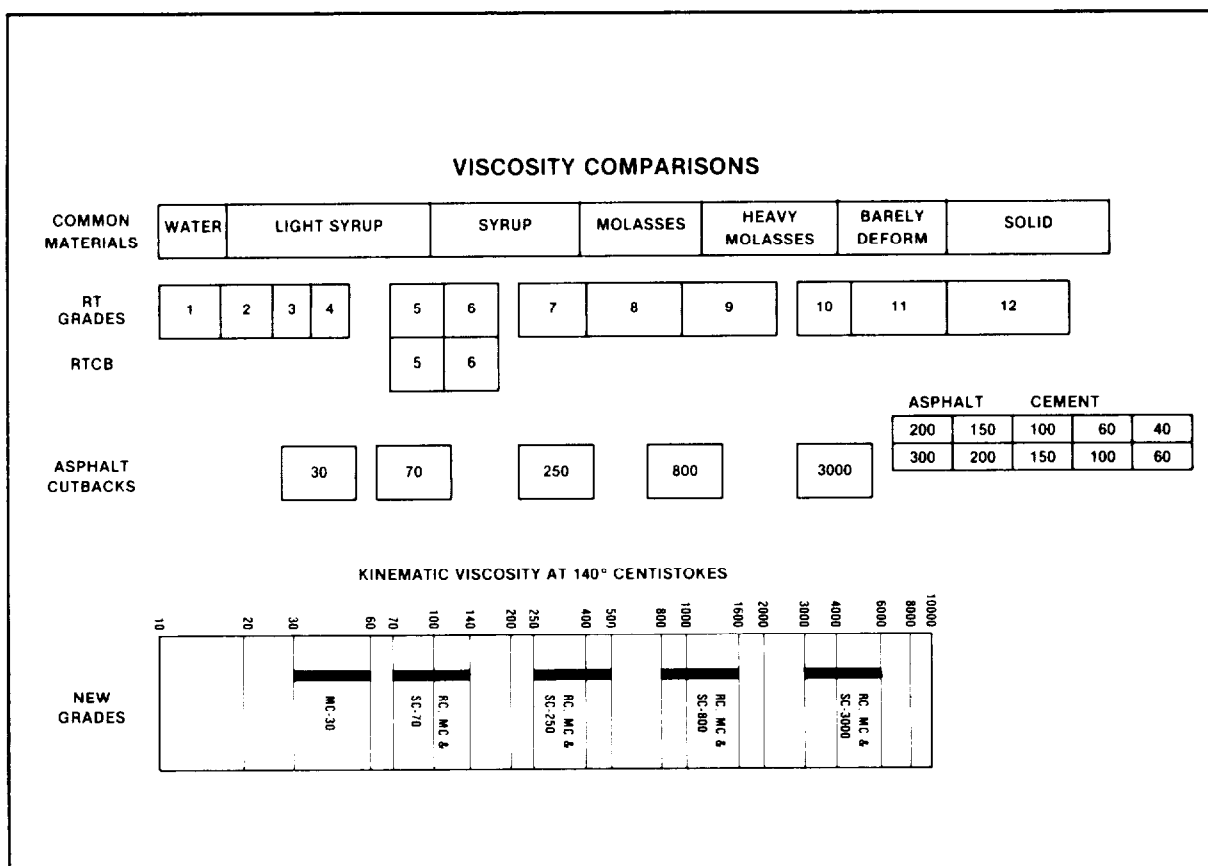 VISCOSITY COMPARISONS
COMMON MATERIALS
WATER
LIGHT SYRUP
SYRUP
MOLASSES
HEAVY MOLASSES
BARELY DEFORM
SOLID
RT GRADES
1 2 3 4 5 6 7 8 9 10 11 12
RTCB
5 6
ASPHALT CEMENT
200 150 100 60 40
300 200 150 100 60
ASPHALT CUTBACKS
30 70 250 800 3000
KINEMATIC VISCOSITY AT 140° CENTISTOKES
10 20 30 60 70 100 140 200 250 400 500 800 1000 1600 2000 3000 4000 6000 8000 10000
NEW GRADES
MC-30
RC. MC &
SC-70
RC. MC &
SC-250
RC. MC &
SC-800
RC. MC &
SC-3000